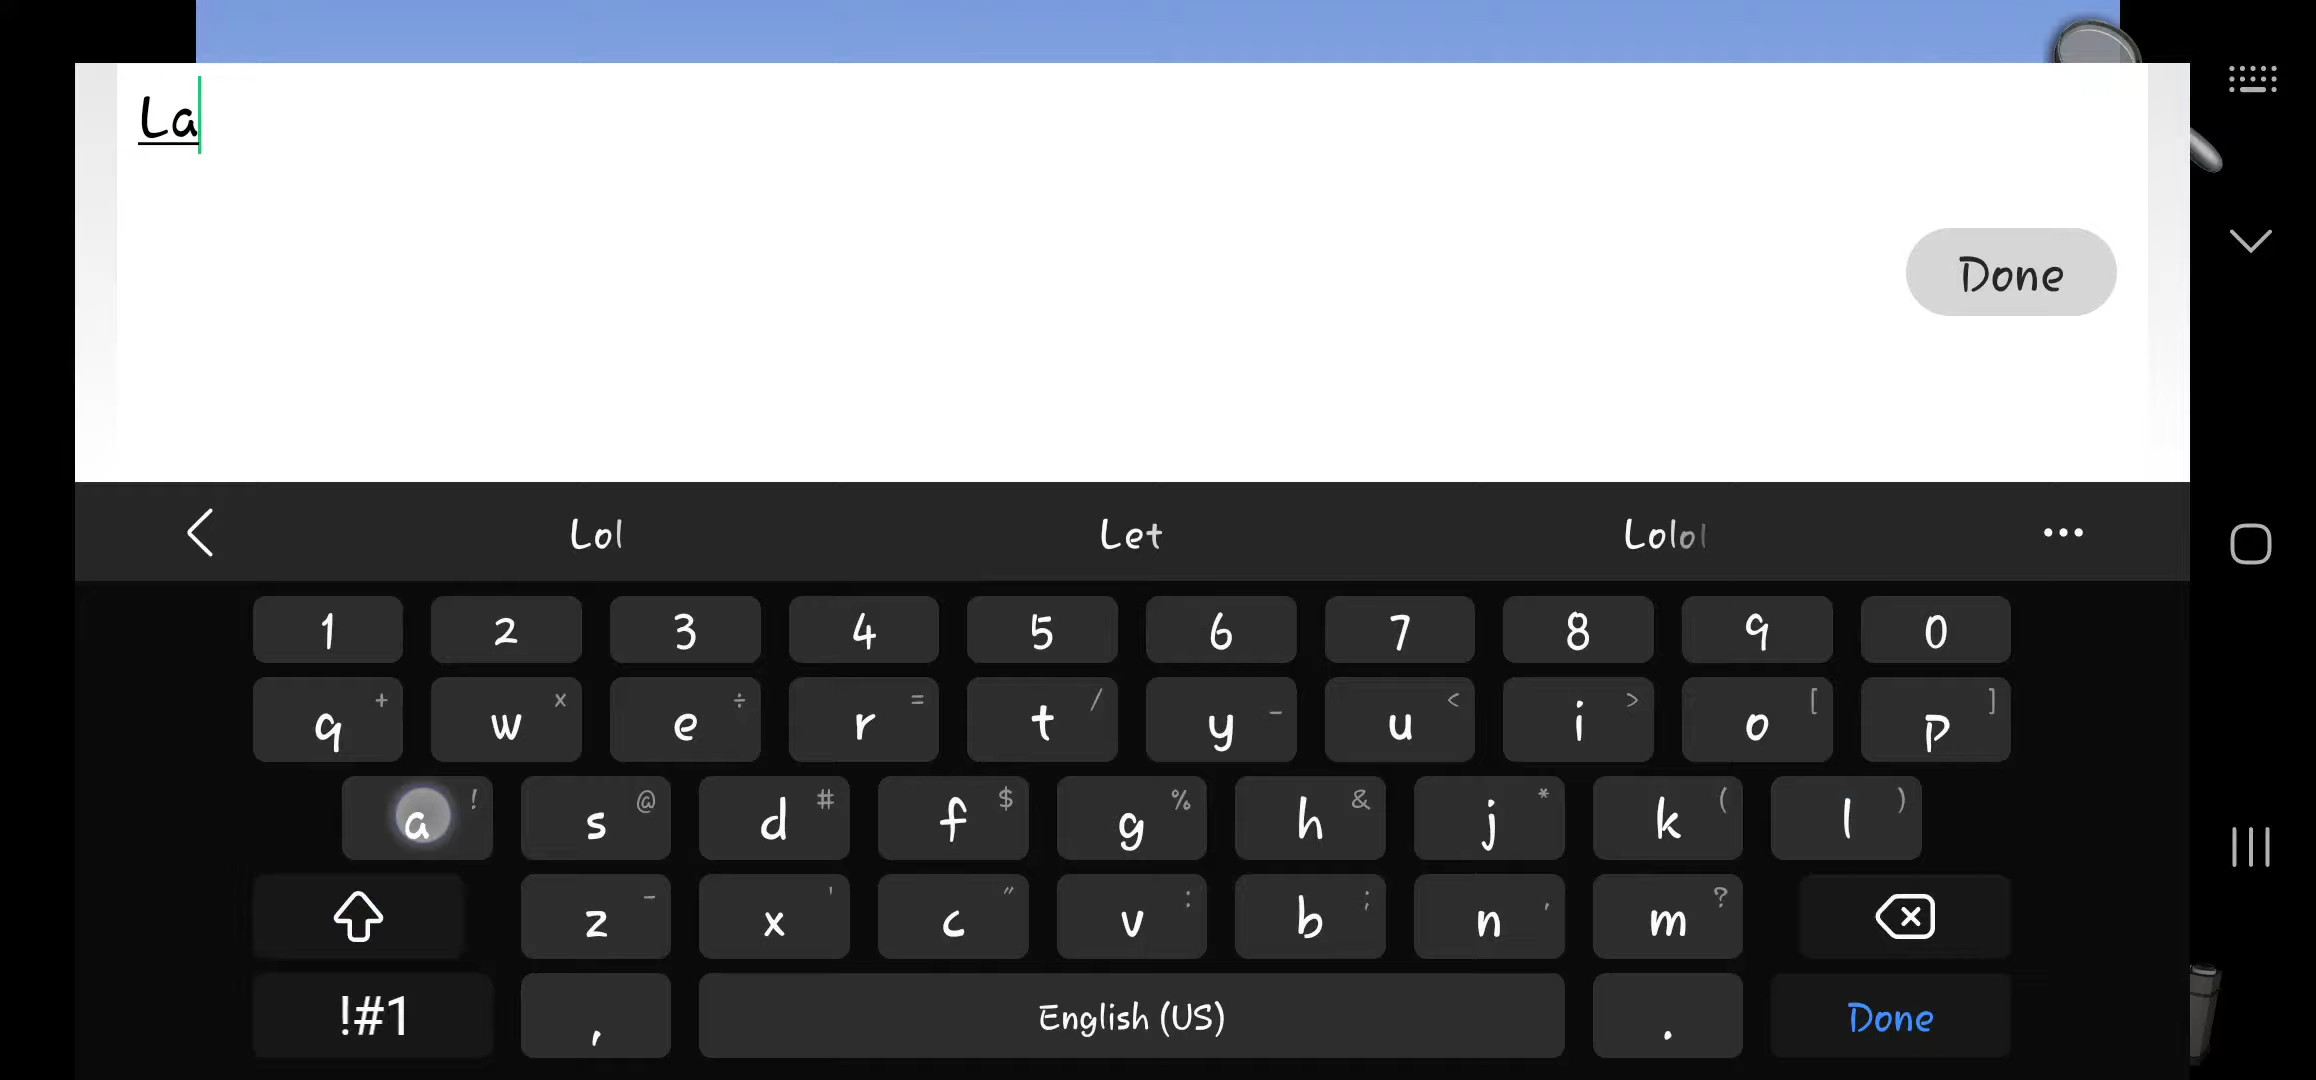 La
Done
Lol Let Lolol
1 2 3 4 5 6 7 8 9 0
q + w × e ÷ r = t / y _ u < i > o [ p ]
a ! s @ d # f $ g % h & j * k ( l )
z - x ' c " v : b ; n , m ?
!#1 , English (US) . Done